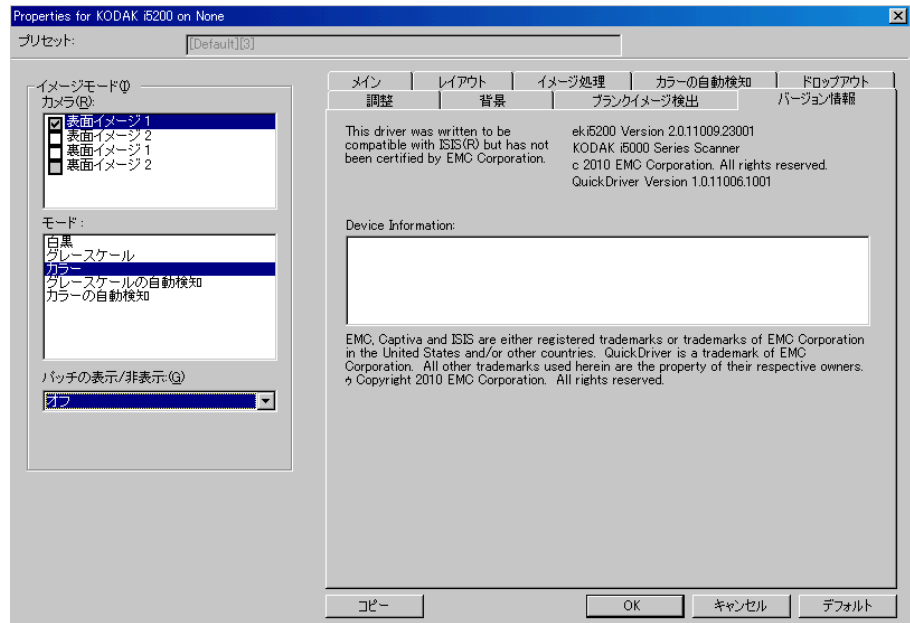 Properties for KODAK i5200 on None
プリセット:
[Default][3]
イメージモード(I)
カメラ(R):
表面イメージ 1
表面イメージ 2
裏面イメージ 1
裏面イメージ 2
モード:
白黒
グレースケール
カラー
グレースケールの自動検知
カラーの自動検知
パッチの表示/非表示:(G)
オフ
メイン
レイアウト
イメージ処理
カラーの自動検知
ドロップアウト
調整
背景
ブランクイメージ検出
バージョン情報
This driver was written to be
compatible with ISIS(R) but has not
been certified by EMC Corporation.
eki5200 Version 2.0.11009.23001
KODAK i5000 Series Scanner
c 2010 EMC Corporation. All rights reserved.
QuickDriver Version 1.0.11006.1001
Device Information:
EMC, Captiva and ISIS are either registered trademarks or trademarks of EMC Corporation
in the United States and/or other countries. QuickDriver is a trademark of EMC
Corporation. All other trademarks used herein are the property of their respective owners.
ゥ Copyright 2010 EMC Corporation. All rights reserved.
コピー
OK
キャンセル
デフォルト